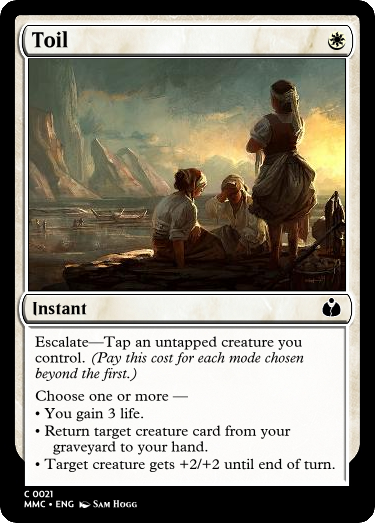 Toil
Instant
Escalate—Tap an untapped creature you
control. (Pay this cost for each mode chosen
beyond the first.)
Choose one or more —
• You gain 3 life.
• Return target creature card from your
graveyard to your hand.
• Target creature gets +2/+2 until end of turn.
C 0021
MMC • ENG Sam Hogg